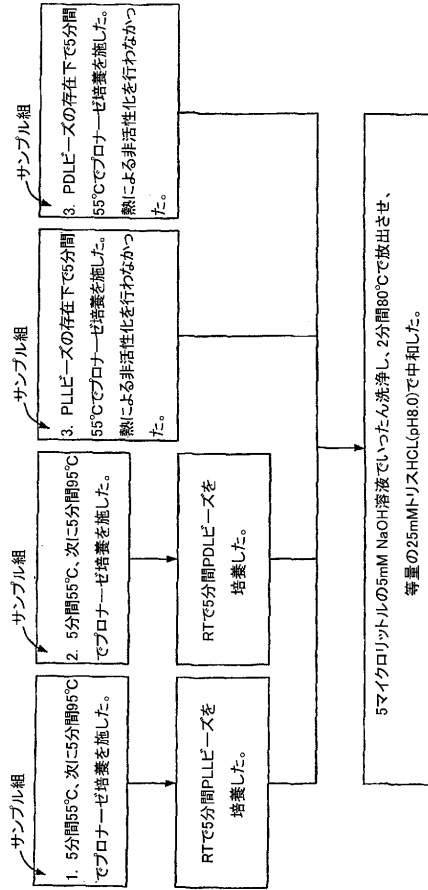 サンプル組
1. 5分間55℃、次に5分間95℃
でプロナーゼ培養を施した。
RTで5分間PLLビーズを
培養した。
サンプル組
2. 5分間55℃、次に5分間95℃
でプロナーゼ培養を施した。
RTで5分間PDLビーズを
培養した。
サンプル組
3. PLLビーズの存在下で5分間
55℃でプロナーゼ培養を施した。
熱による非活性化を行わなかっ
た。
サンプル組
3. PDLビーズの存在下で5分間
55℃でプロナーゼ培養を施した。
熱による非活性化を行わなかっ
た。
5マイクロリットルの5mM NaOH溶液でいったん洗浄し、2分間80℃で放出させ、
等量の25mMトリスHCL(pH8.0)で中和した。